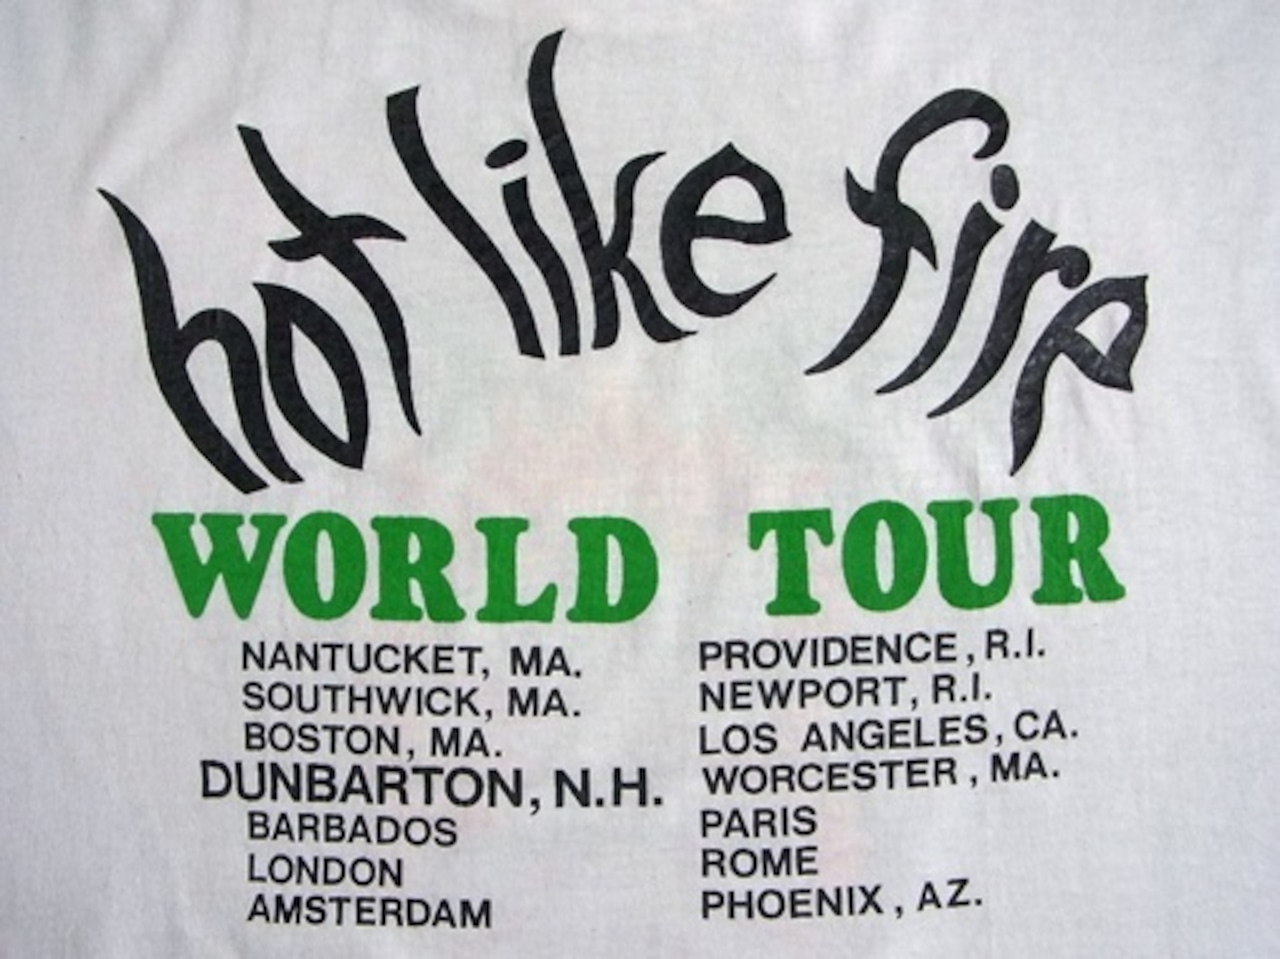 hot like fire
WORLD TOUR
NANTUCKET, MA.
SOUTHWICK, MA.
BOSTON, MA.
DUNBARTON, N.H.
BARBADOS
LONDON
AMSTERDAM
PROVIDENCE, R.I.
NEWPORT, R.I.
LOS ANGELES, CA.
WORCESTER, MA.
PARIS
ROME
PHOENIX, AZ.